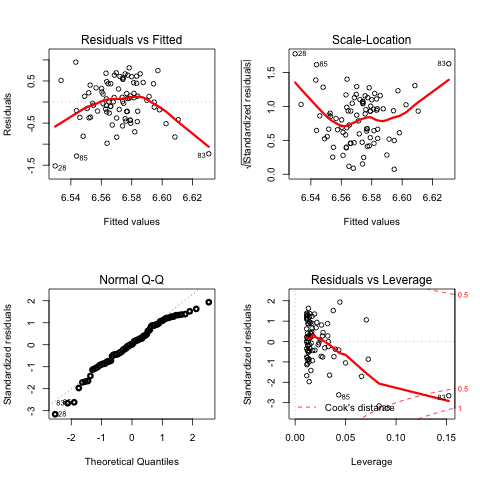 Residuals vs Fitted
Residuals
0.5
-0.5
-1.5
28
85
83
6.54 6.56 6.58 6.60 6.62
Fitted values
Scale-Location
√|Standardized residuals|
1.5
1.0
0.5
0.0
28
85
83
6.54 6.56 6.58 6.60 6.62
Fitted values
Normal Q-Q
Standardized residuals
2
1
0
-1
-2
-3
83
28
-2 -1 0 1 2
Theoretical Quantiles
Residuals vs Leverage
Standardized residuals
2
1
0
-1
-2
-3
0.5
0.5
1
85
83
Cook's distance
0.00 0.05 0.10 0.15
Leverage